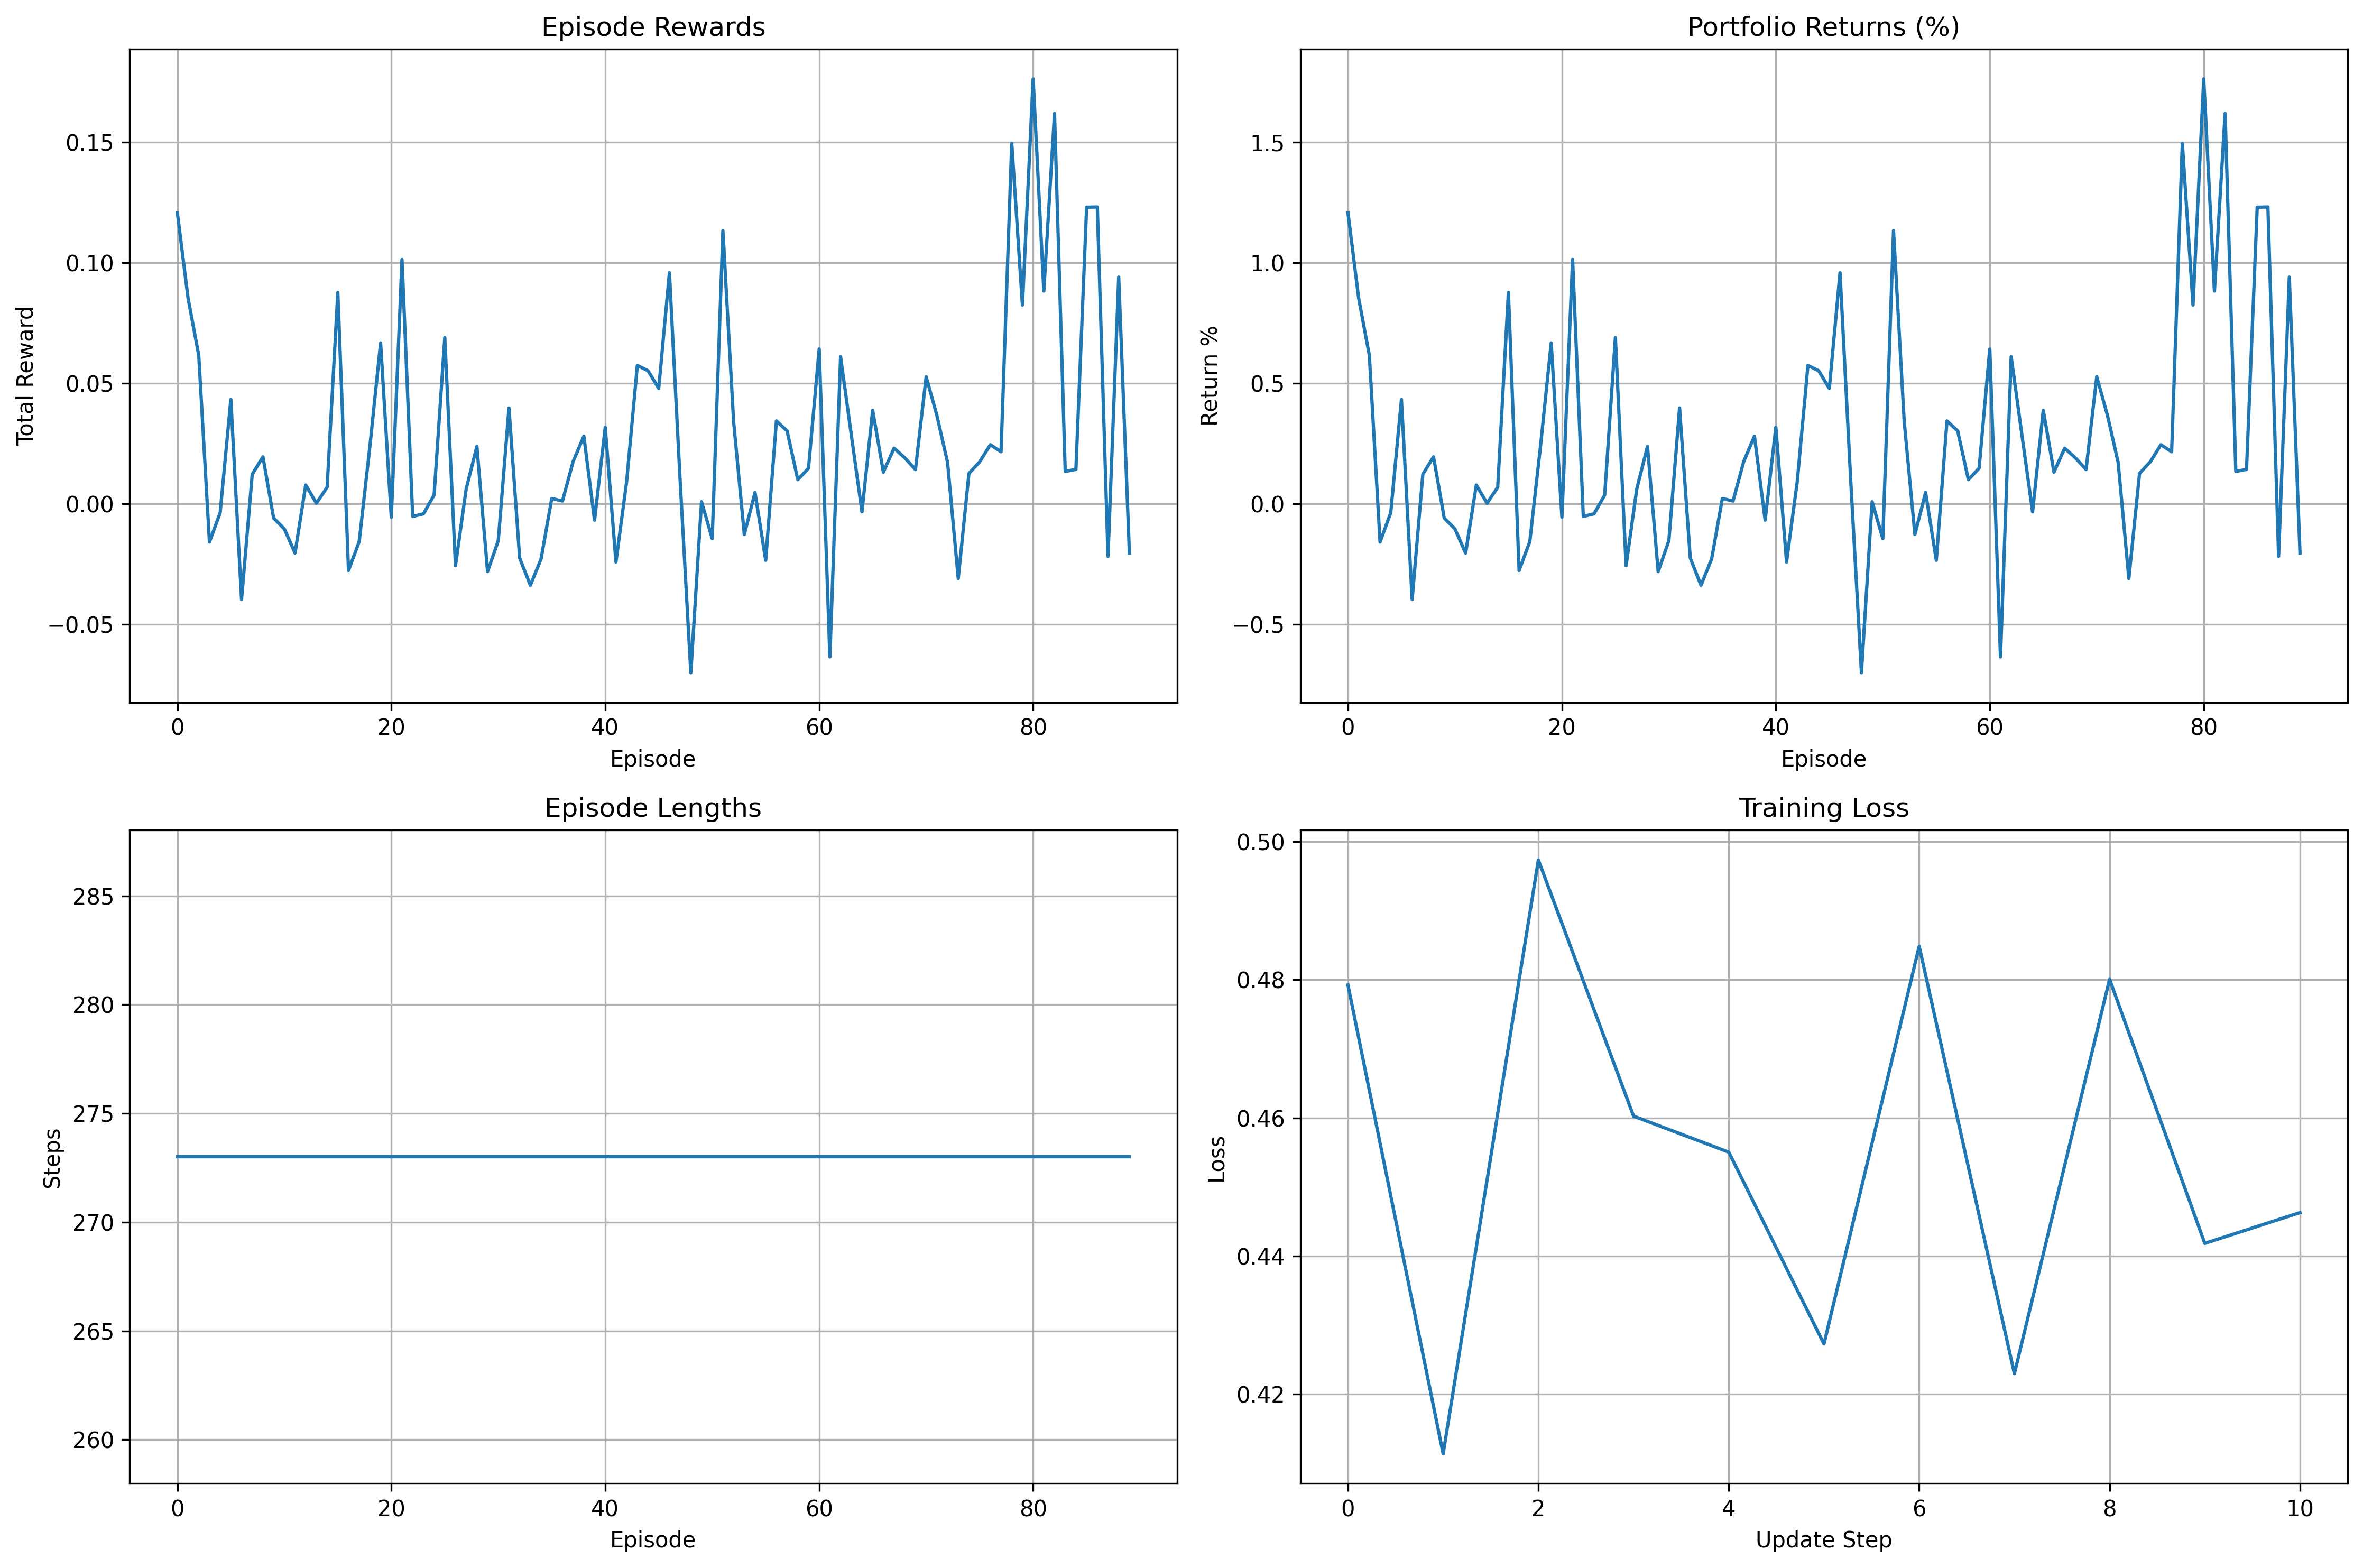 Episode Rewards
Total Reward
0.15
0.10
0.05
0.00
−0.05
0 20 40 60 80
Episode
Portfolio Returns (%)
Return %
1.5
1.0
0.5
0.0
−0.5
0 20 40 60 80
Episode
Episode Lengths
Steps
285
280
275
270
265
260
0 20 40 60 80
Episode
Training Loss
Loss
0.50
0.48
0.46
0.44
0.42
0 2 4 6 8 10
Update Step